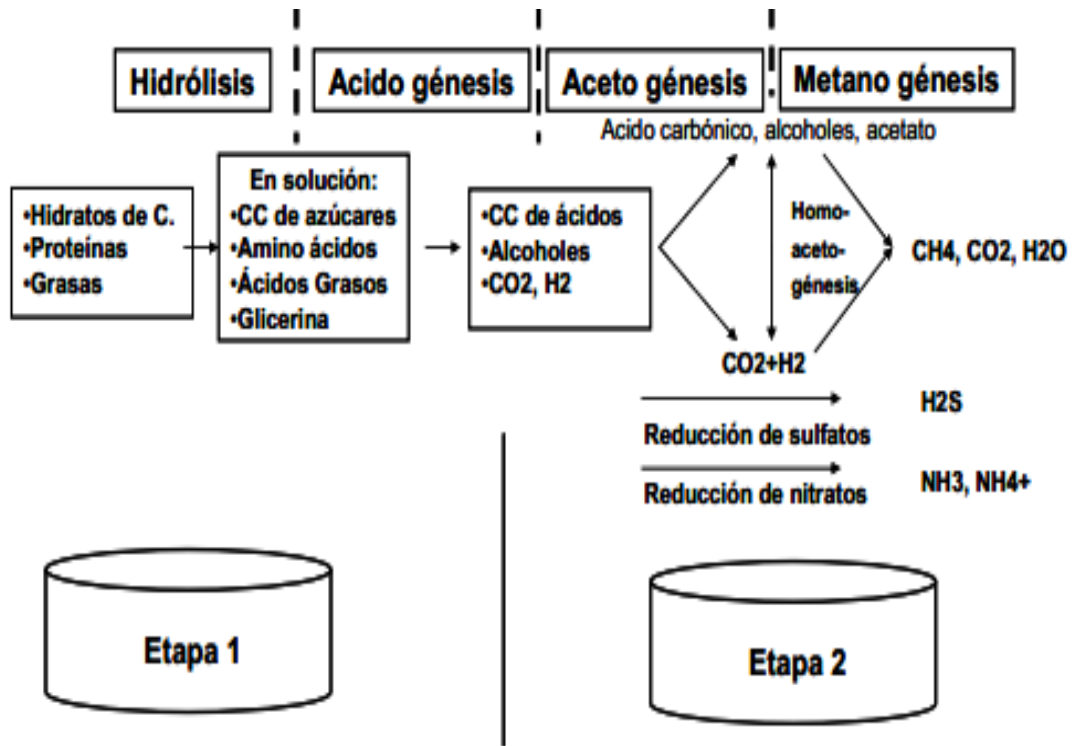 Hidrólisis
Acido génesis
Aceto génesis
Metano génesis
Acido carbónico, alcoholes, acetato
•Hidratos de C.
•Proteínas
•Grasas
En solución:
•CC de azúcares
•Amino ácidos
•Ácidos Grasos
•Glicerina
•CC de ácidos
•Alcoholes
•CO2, H2
Homo-
aceto-
génesis
CH4, CO2, H2O
CO2+H2
H2S
Reducción de sulfatos
Reducción de nitratos
NH3, NH4+
Etapa 1
Etapa 2